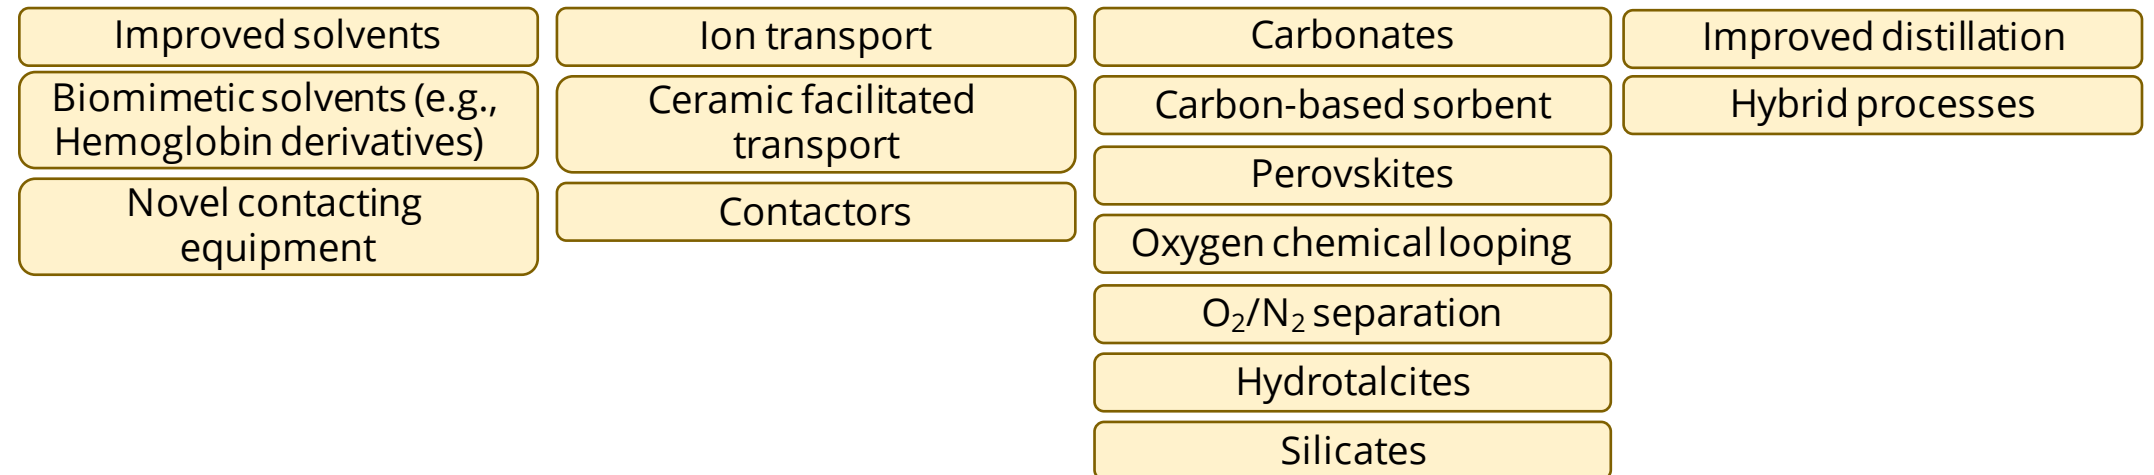 Improved solvents
Biomimetic solvents (e.g.,
Hemoglobin derivatives)
Novel contacting
equipment
Ion transport
Ceramic facilitated
transport
Contactors
Carbonates
Carbon-based sorbent
Perovskites
Oxygen chemical looping
O₂/N₂ separation
Hydrotalcites
Silicates
Improved distillation
Hybrid processes